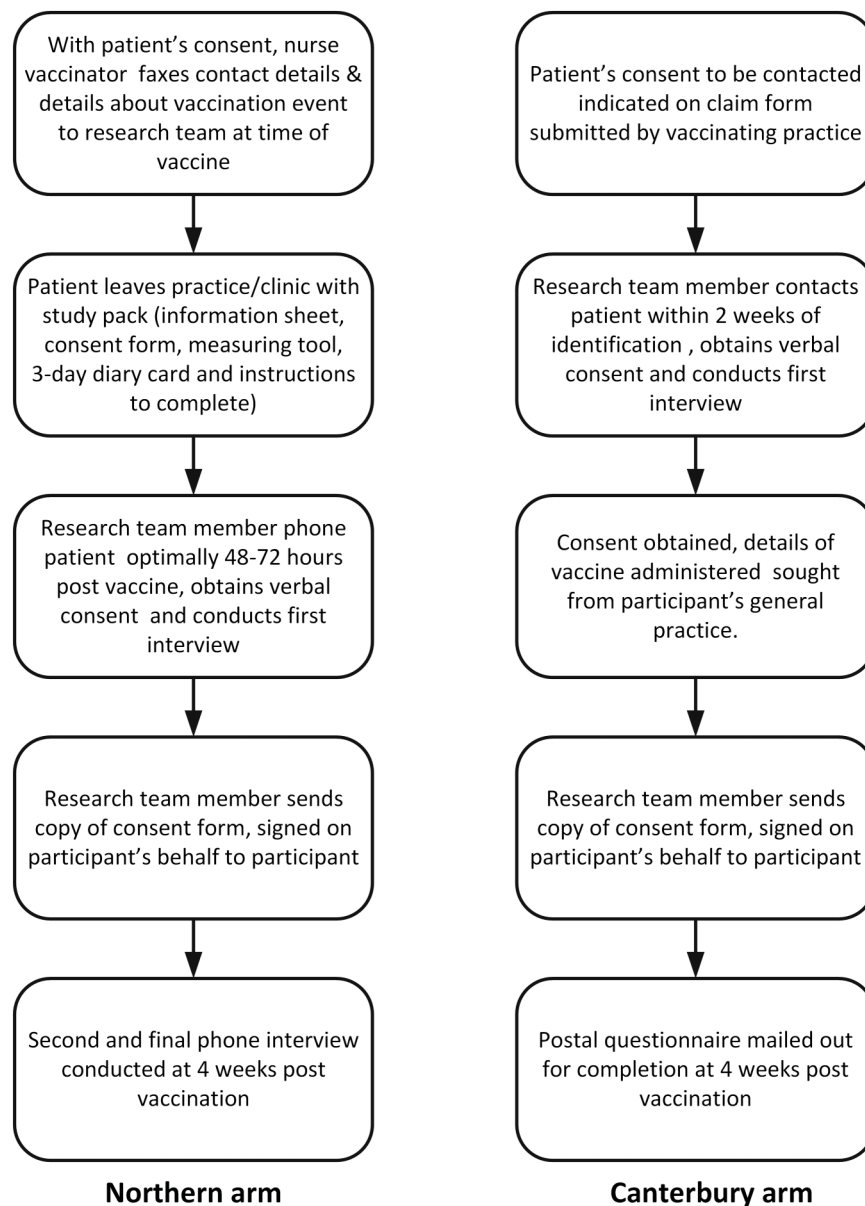 With patient's consent, nurse
vaccinator  faxes contact details &
details about vaccination event
to research team at time of
vaccine
Patient leaves practice/clinic with
study pack (information sheet,
consent form, measuring tool,
3-day diary card and instructions
to complete)
Research team member phone
patient  optimally 48-72 hours
post vaccine, obtains verbal
consent  and conducts first
interview
Research team member sends
copy of consent form, signed on
participant's behalf to participant
Second and final phone interview
conducted at 4 weeks post
vaccination
Northern arm
Patient's consent to be contacted
indicated on claim form
submitted by vaccinating practice
Research team member contacts
patient within 2 weeks of
identification , obtains verbal
consent and conducts first
interview
Consent obtained, details of
vaccine administered  sought
from participant's general
practice.
Research team member sends
copy of consent form, signed on
participant's behalf to participant
Postal questionnaire mailed out
for completion at 4 weeks post
vaccination
Canterbury arm